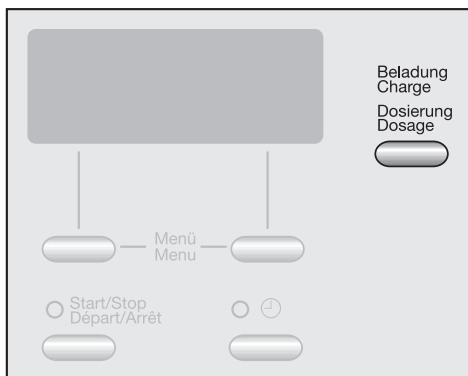 Beladung
Charge
Dosierung
Dosage
Menü
Menu
Start/Stop
Départ/Arrêt